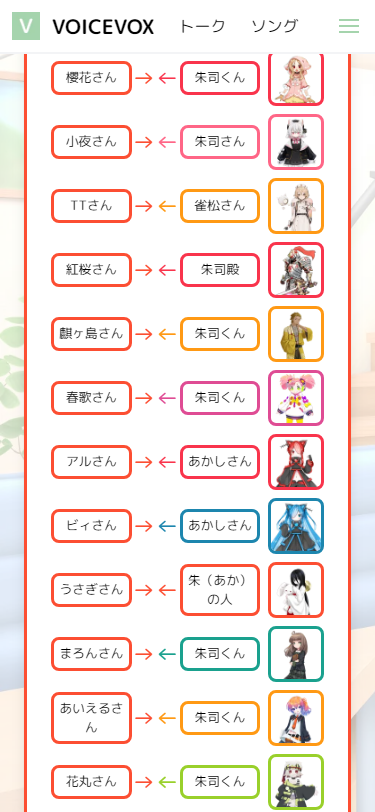 V VOICEVOX トーク ソング
櫻花さん 朱司くん
小夜さん 朱司さん
TTさん 雀松さん
紅桜さん 朱司殿
麒ヶ島さん 朱司くん
春歌さん 朱司くん
アルさん あかしさん
ビィさん あかしさん
うさぎさん 朱（あか）
の人
まろんさん 朱司くん
あいえるさ
ん 朱司くん
花丸さん 朱司くん